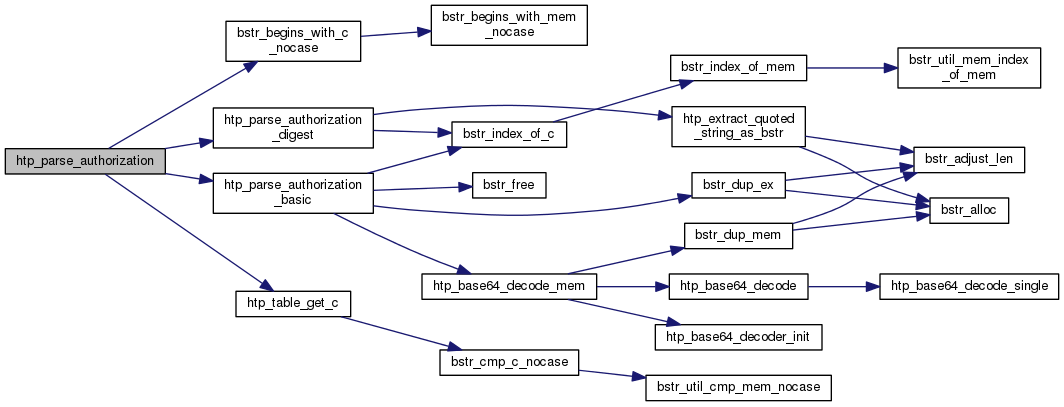 bstr_begins_with_c
_nocase
bstr_begins_with_mem
_nocase
bstr_index_of_mem
bstr_util_mem_index
_of_mem
htp_parse_authorization
_digest
htp_extract_quoted
_string_as_bstr
bstr_index_of_c
htp_parse_authorization
bstr_adjust_len
htp_parse_authorization
_basic
bstr_free
bstr_dup_ex
bstr_alloc
bstr_dup_mem
htp_base64_decode_mem
htp_base64_decode
htp_base64_decode_single
htp_table_get_c
htp_base64_decoder_init
bstr_cmp_c_nocase
bstr_util_cmp_mem_nocase